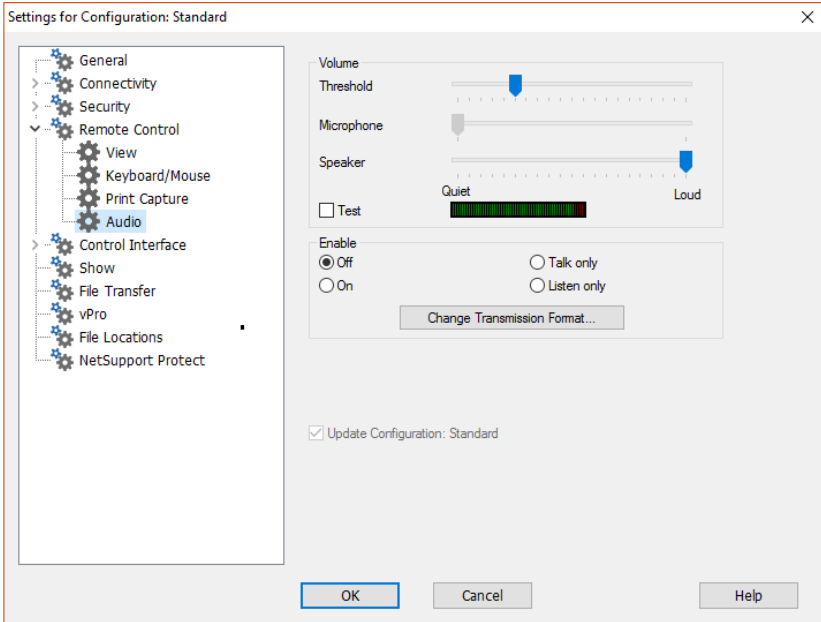 Settings for Configuration: Standard
General
Connectivity
Security
Remote Control
View
Keyboard/Mouse
Print Capture
Audio
Control Interface
Show
File Transfer
vPro
File Locations
NetSupport Protect
Volume
Threshold
Microphone
Speaker
Quiet
Loud
Test
Enable
Off
Talk only
On
Listen only
Change Transmission Format...
Update Configuration: Standard
OK
Cancel
Help